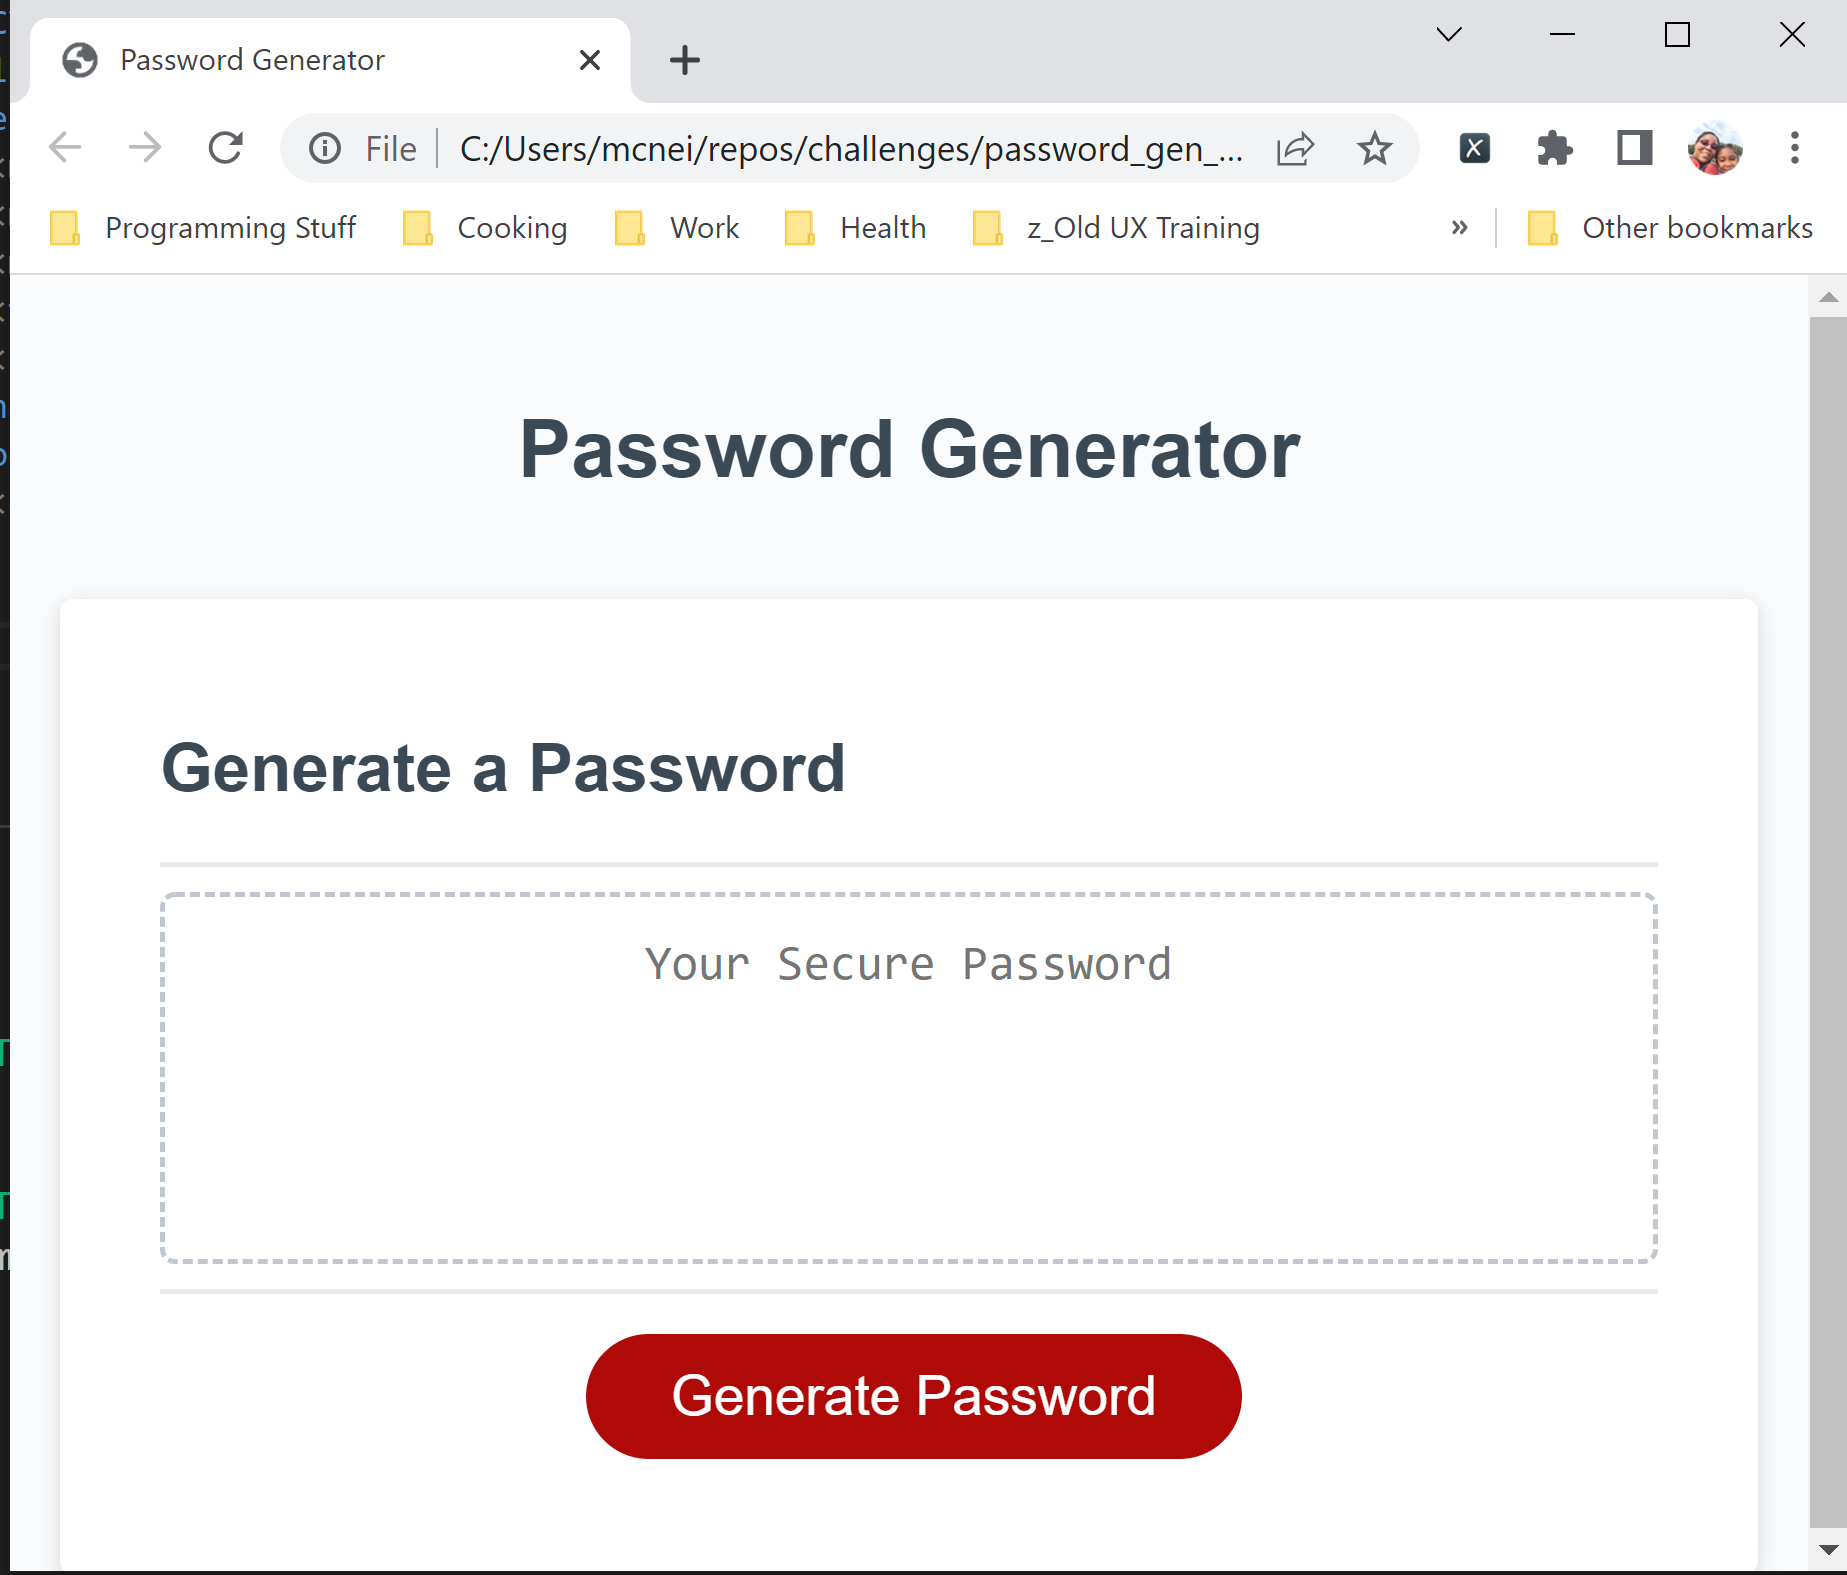 Password Generator
File C:/Users/mcnei/repos/challenges/password_gen_...
Programming Stuff Cooking Work Health z_Old UX Training » Other bookmarks
Password Generator
Generate a Password
Your Secure Password
Generate Password